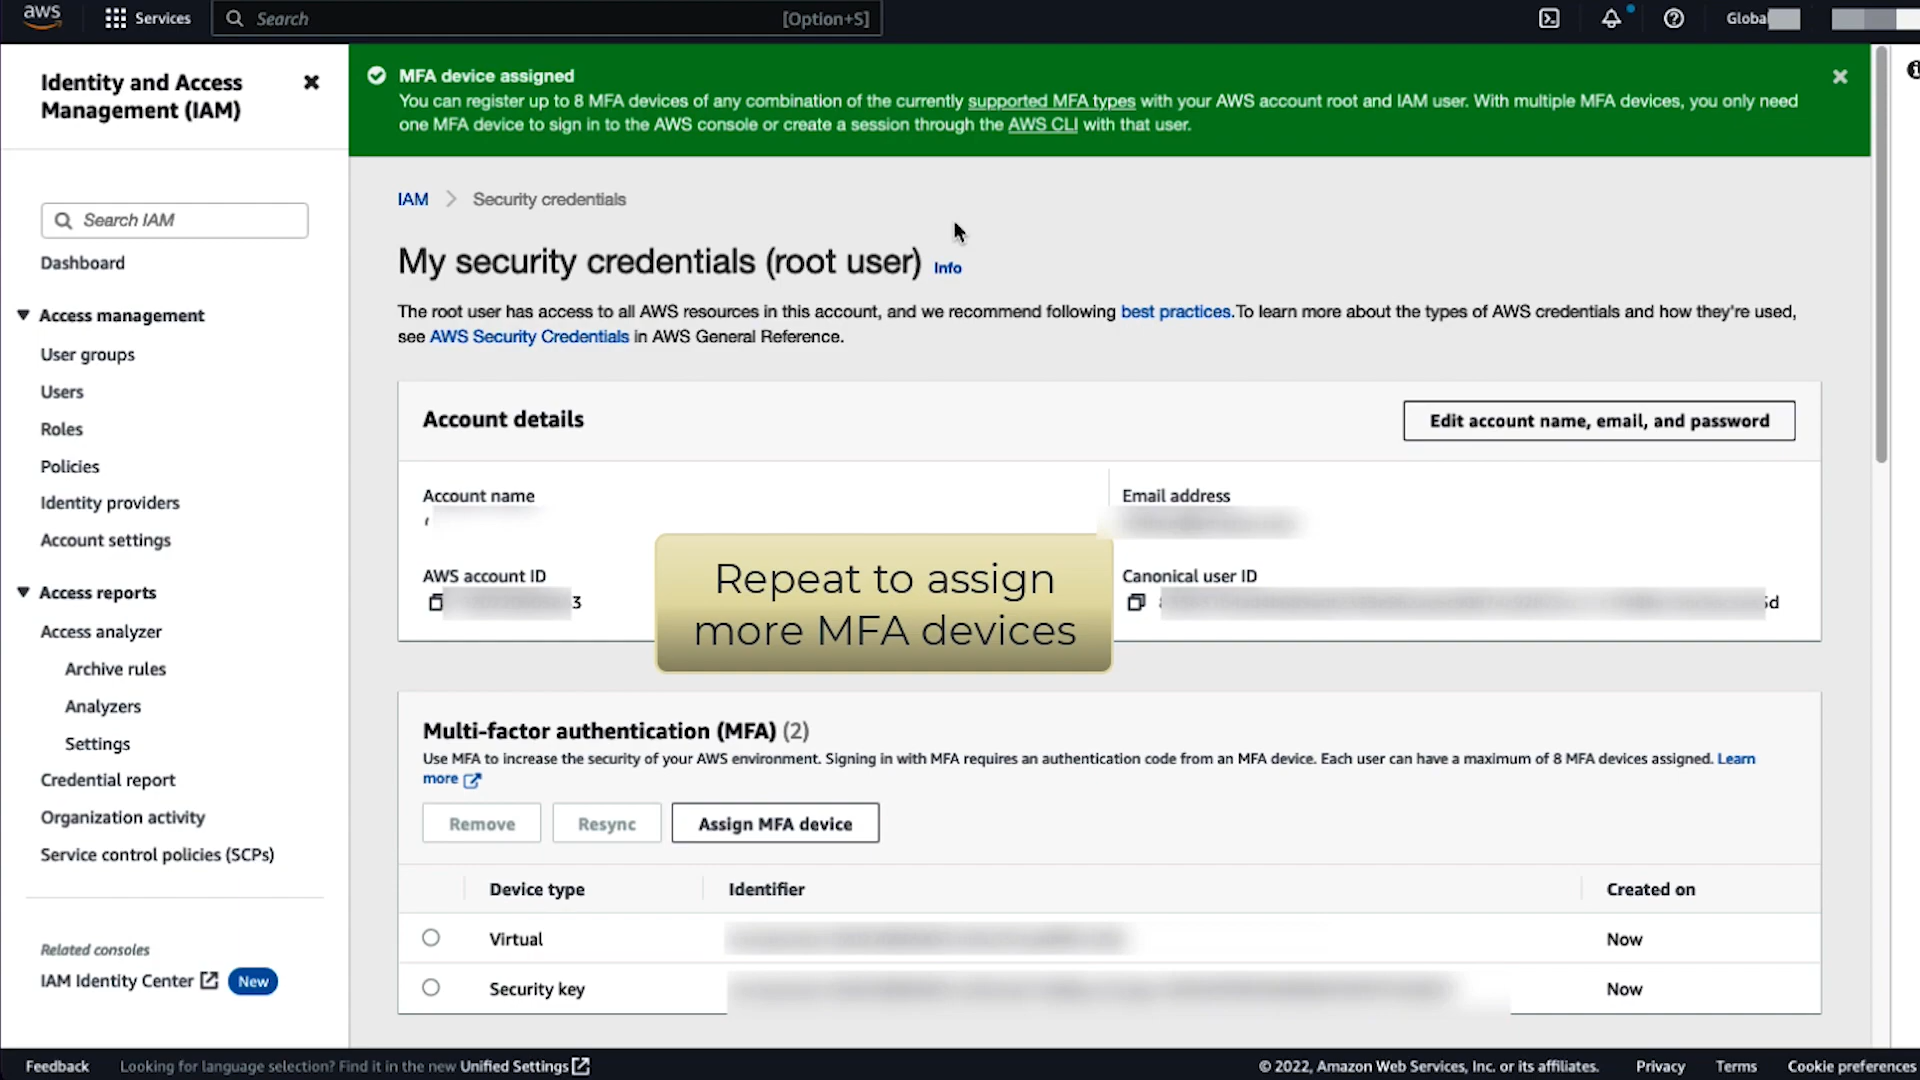 aws
Services
Search
[Option+S]
Identity and Access
Management (IAM)
Search IAM
Dashboard
Access management
User groups
Users
Roles
Policies
Identity providers
Account settings
Access reports
Access analyzer
Archive rules
Analyzers
Settings
Credential report
Organization activity
Service control policies (SCPs)
Related consoles
IAM Identity Center New
MFA device assigned
You can register up to 8 MFA devices of any combination of the currently supported MFA types with your AWS account root and IAM user. With multiple MFA devices, you only need
one MFA device to sign in to the AWS console or create a session through the AWS CLI with that user.
IAM > Security credentials
My security credentials (root user) Info
The root user has access to all AWS resources in this account, and we recommend following best practices.To learn more about the types of AWS credentials and how they're used,
see AWS Security Credentials in AWS General Reference.
Account details
Edit account name, email, and password
Account name
Email address
AWS account ID
3
Canonical user ID
Repeat to assign
more MFA devices
Multi-factor authentication (MFA) (2)
Use MFA to increase the security of your AWS environment. Signing in with MFA requires an authentication code from an MFA device. Each user can have a maximum of 8 MFA devices assigned. Learn
more
Remove
Resync
Assign MFA device
Device type Identifier Created on
Virtual Now
Security key Now
Feedback
Looking for language selection? Find it in the new Unified Settings
© 2022, Amazon Web Services, Inc. or its affiliates.
Privacy
Terms
Cookie preferences